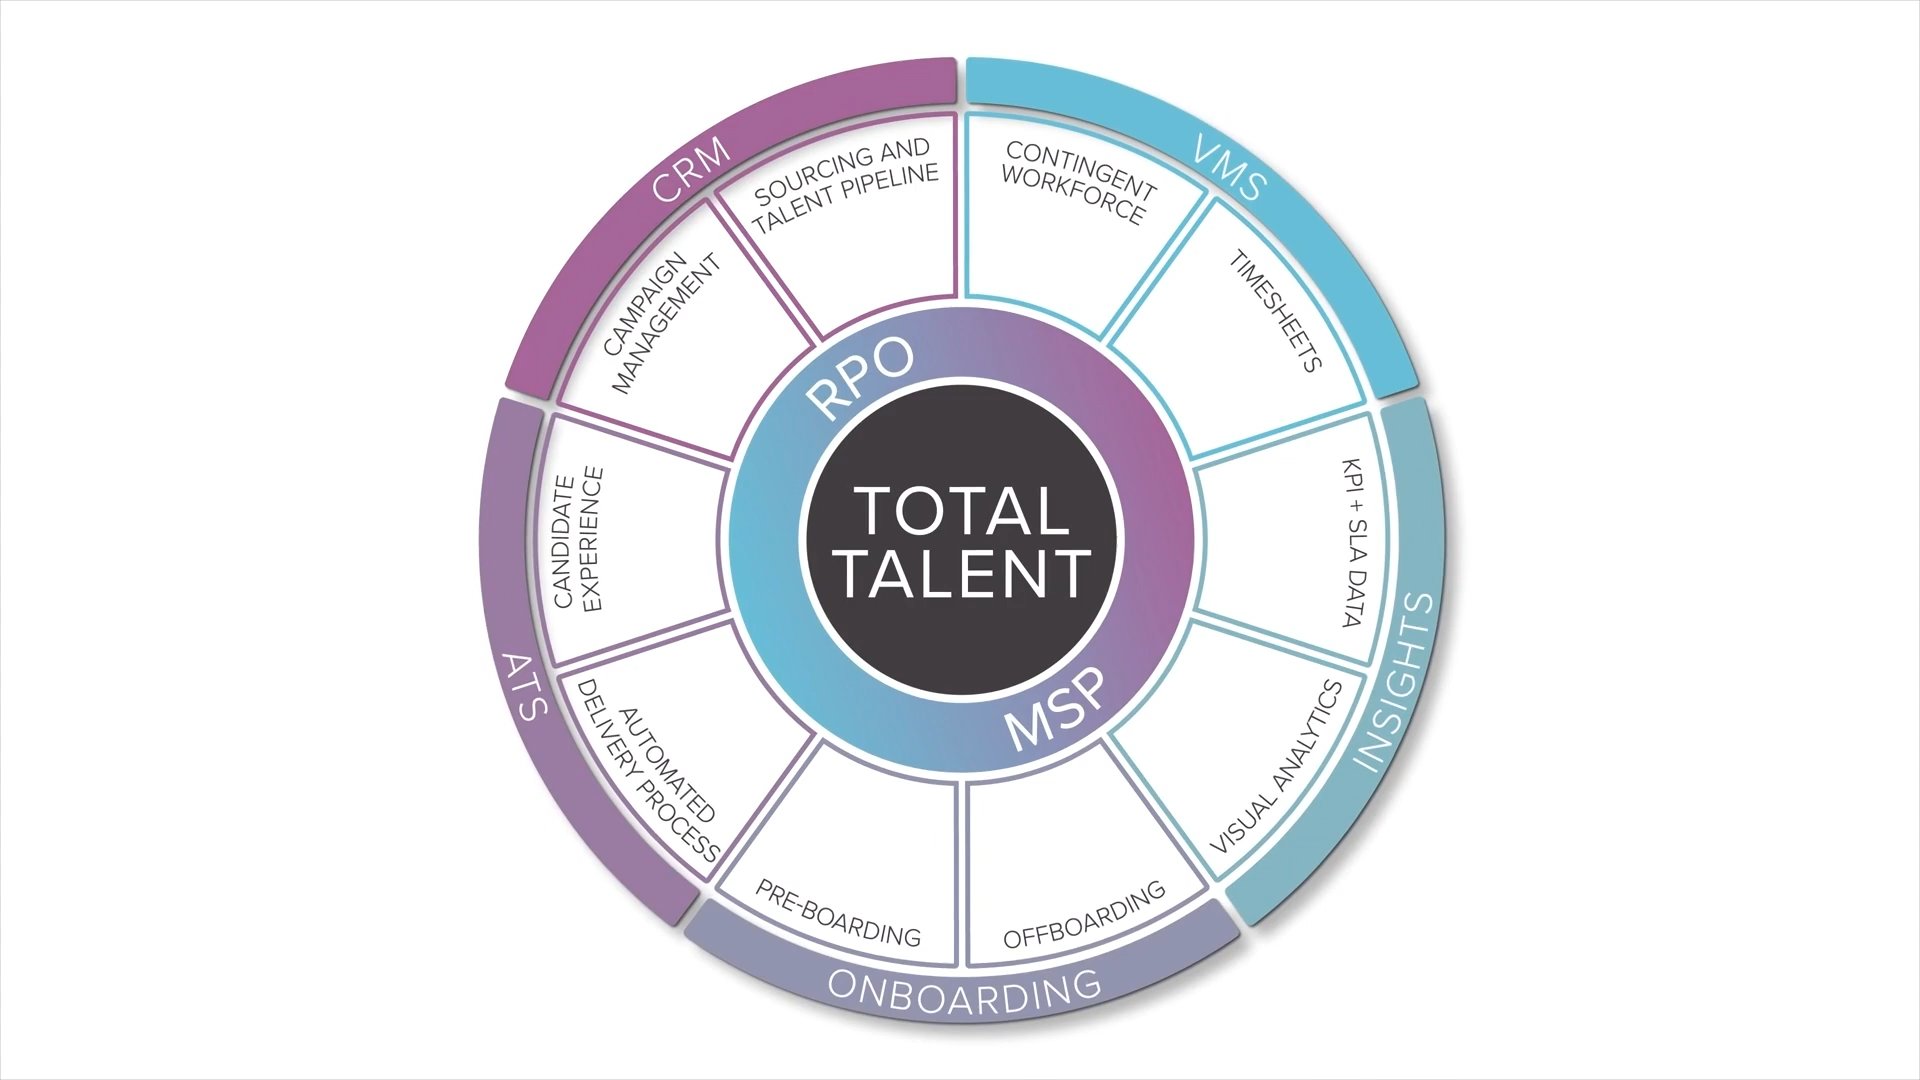 CRM
VMS
SOURCING AND
TALENT PIPELINE
CONTINGENT
WORKFORCE
CAMPAIGN
MANAGEMENT
TIMESHEETS
RPO
CANDIDATE
EXPERIENCE
TOTAL
TALENT
KPI + SLA DATA
INSIGHTS
ATS
MSP
AUTOMATED
DELIVERY PROCESS
VISUAL ANALYTICS
PRE-BOARDING
OFFBOARDING
ONBOARDING